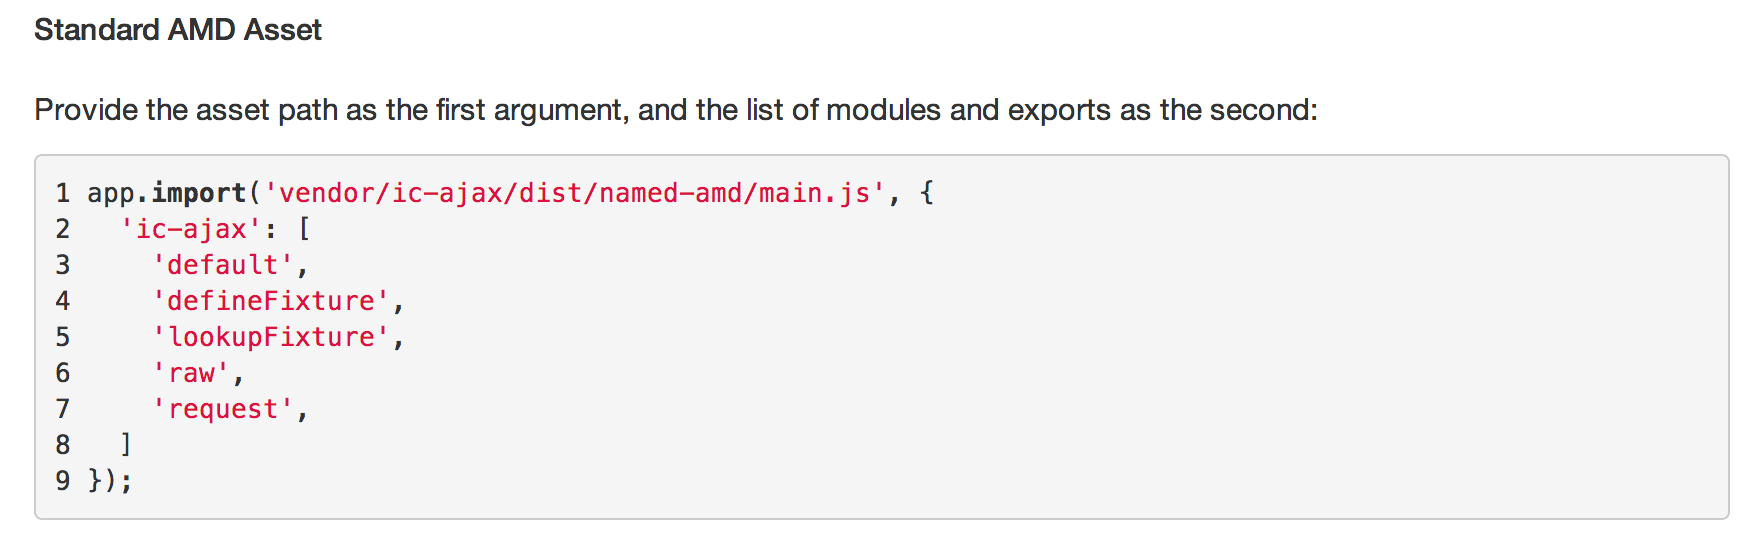 Standard AMD Asset
Provide the asset path as the first argument, and the list of modules and exports as the second:
1 app.import('vendor/ic-ajax/dist/named-amd/main.js', {
2   'ic-ajax': [
3     'default',
4     'defineFixture',
5     'lookupFixture',
6     'raw',
7     'request',
8   ]
9 });